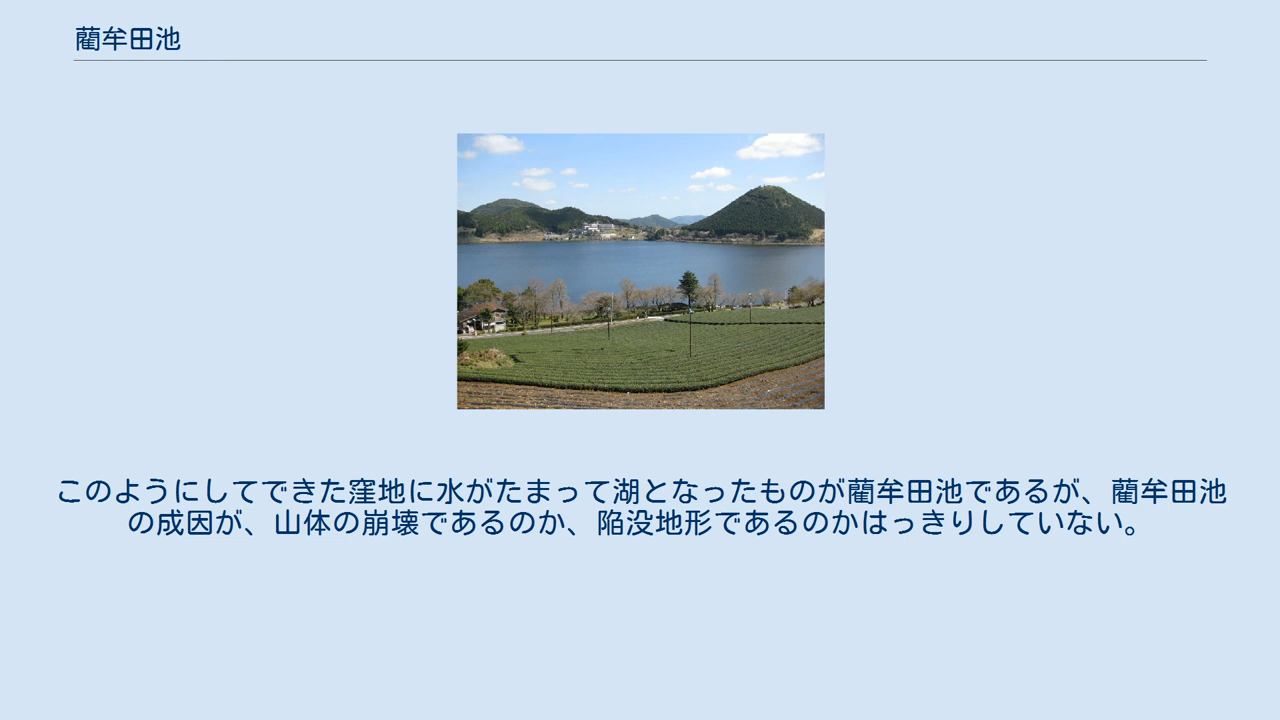 藺牟田池
このようにしてできた窪地に水がたまって湖となったものが藺牟田池であるが、藺牟田池
の成因が、山体の崩壊であるのか、陥没地形であるのかはっきりしていない。